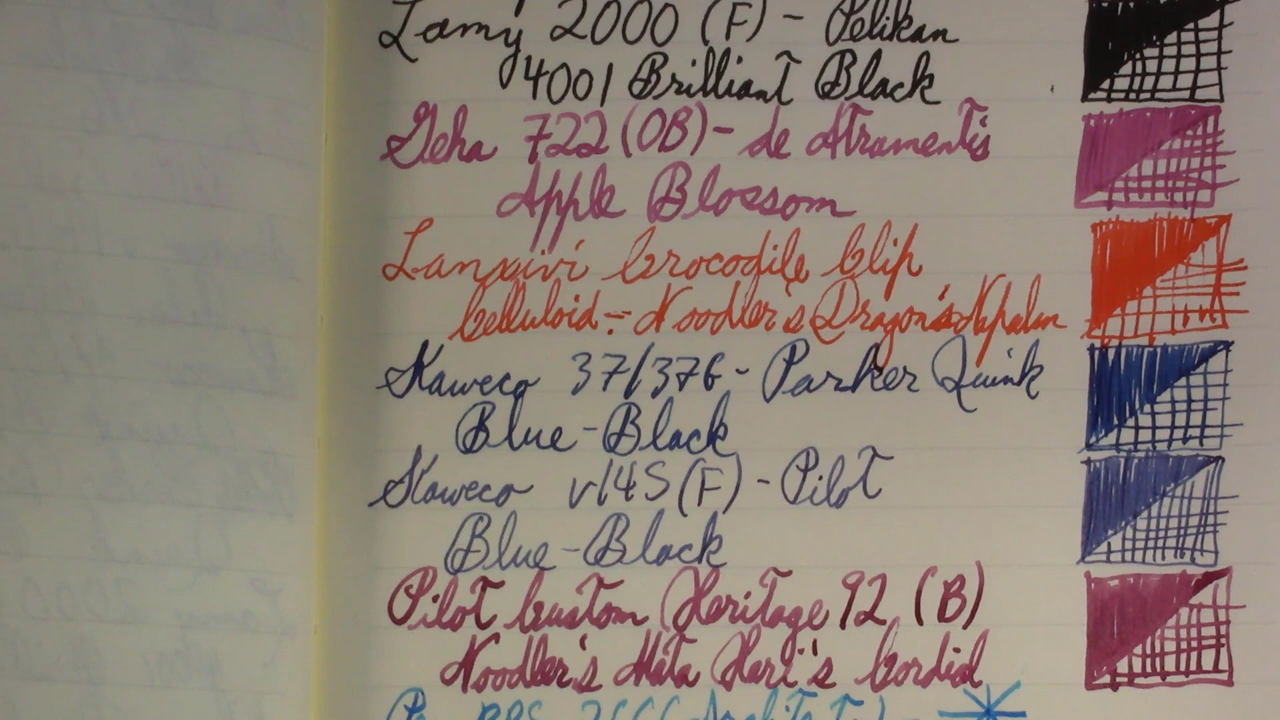 Lamy 2000 (F) - Pelikan
4001 Brilliant Black
Geha 722 (OB) - de Atramentis
Apple Blossom
Lanxivi Crocodile Clip
Celluloid - Noodler's Dragon's Napalm
Kaweco 37/376 - Parker Quink
Blue-Black
Kaweco V14S (F) - Pilot
Blue-Black
Pilot Custom Heritage 92 (B)
Noodler's Mata Hari's Cordial